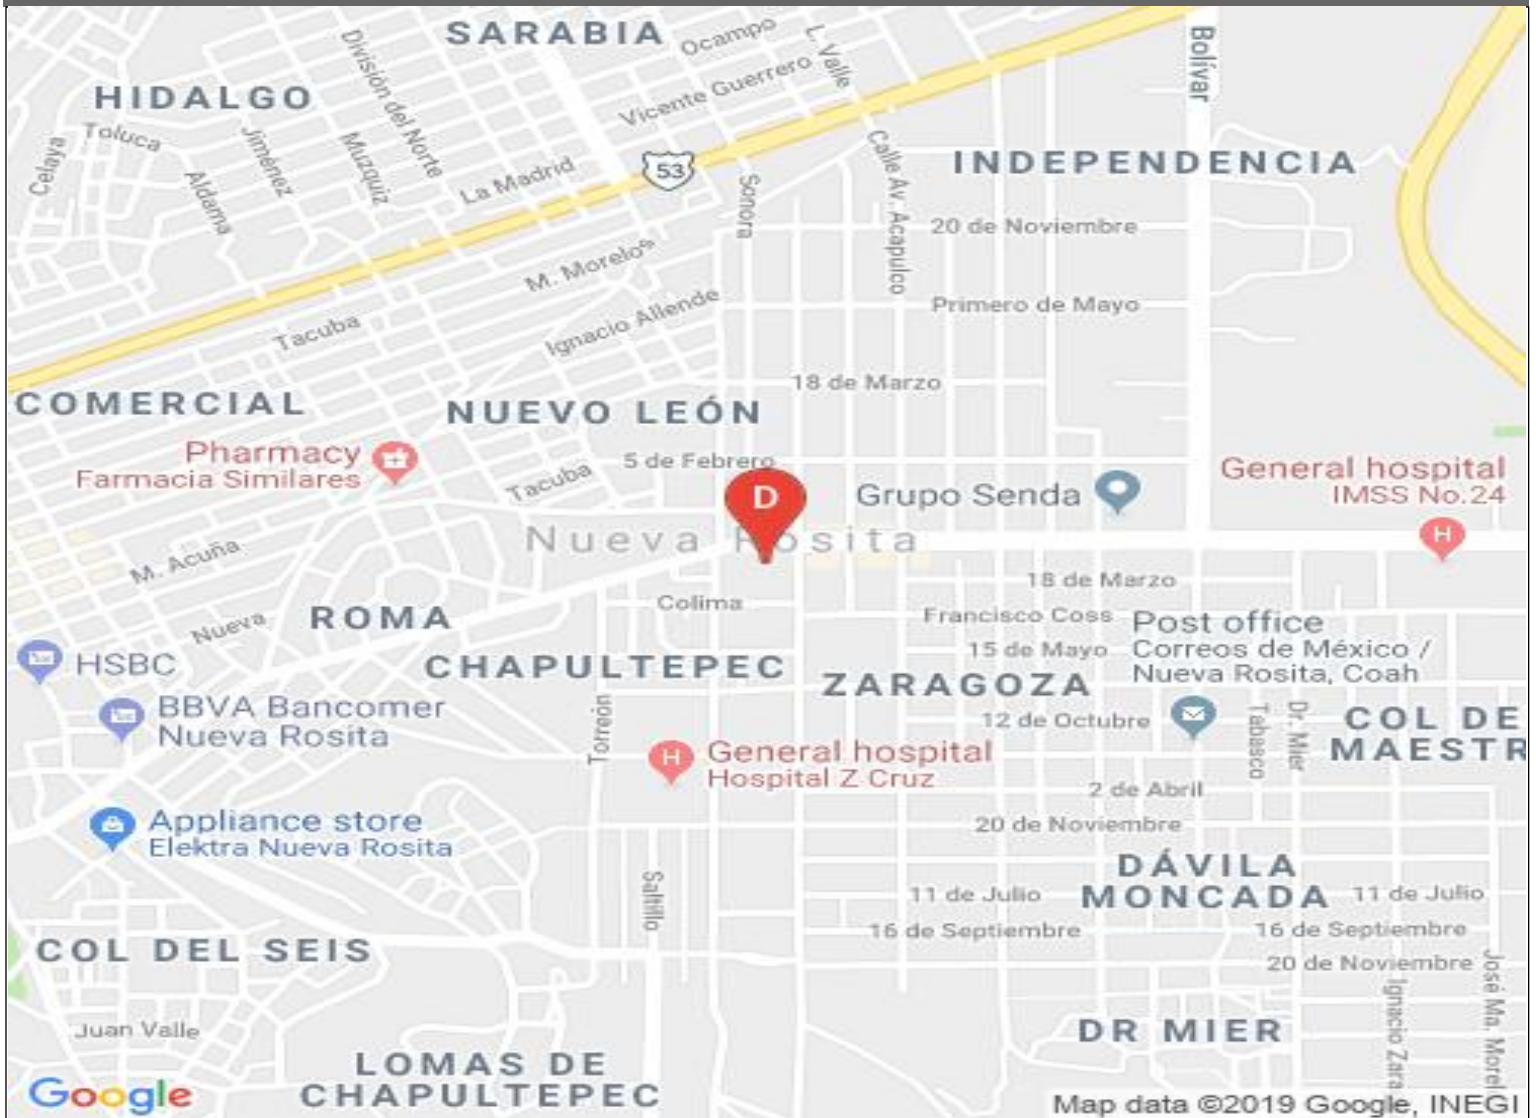 SARABIA
Ocampo
L. Valle
Bolívar
División del Norte
HIDALGO
Vicente Guerrero
Toluca
Celaya
Jiménez
Muzquiz
Aldama
La Madrid
53
Calle Av. Acapulco
INDEPENDENCIA
Sonora
20 de Noviembre
M. Morelos
Primero de Mayo
Ignacio Allende
Tacuba
18 de Marzo
COMERCIAL
NUEVO LEÓN
Pharmacy
Farmacia Similares
5 de Febrero
Tacuba
D
Grupo Senda
General hospital
IMSS No.24
H
Nueva Rosita
M. Acuña
18 de Marzo
Colima
Francisco Coss
Nueva
ROMA
Post office
Correos de México /
Nueva Rosita, Coah
15 de Mayo
HSBC
CHAPULTEPEC
ZARAGOZA
BBVA Bancomer
Nueva Rosita
Torreón
12 de Octubre
Tabasco
Dr. Mier
COL DE
MAESTR
H
General hospital
Hospital Z Cruz
2 de Abril
Appliance store
Elektra Nueva Rosita
20 de Noviembre
DÁVILA
MONCADA
Saltillo
11 de Julio
11 de Julio
16 de Septiembre
16 de Septiembre
COL DEL SEIS
20 de Noviembre
José Ma. Morel
Ignacio Zara
Juan Valle
DR MIER
LOMAS DE
CHAPULTEPEC
Google
Map data ©2019 Google, INEGI